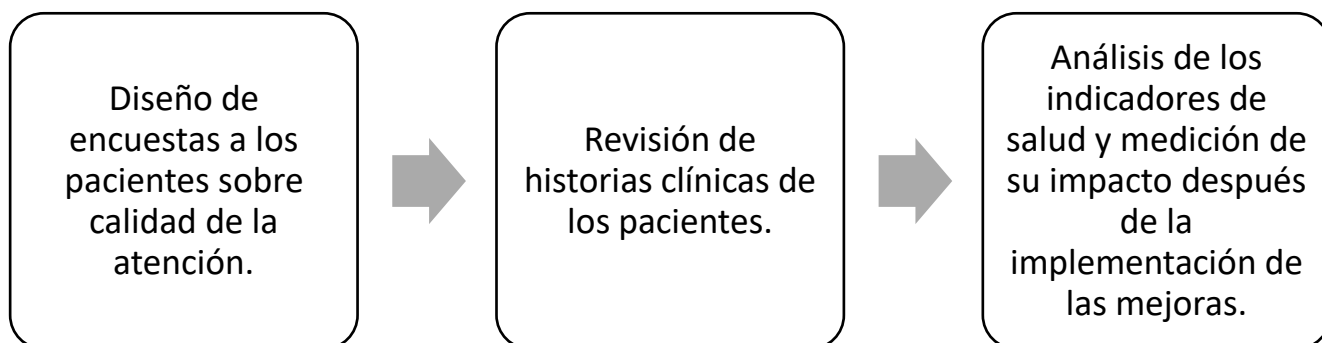 Diseño de
encuestas a los
pacientes sobre
calidad de la
atención.
Revisión de
historias clínicas de
los pacientes.
Análisis de los
indicadores de
salud y medición de
su impacto después
de la
implementación de
las mejoras.